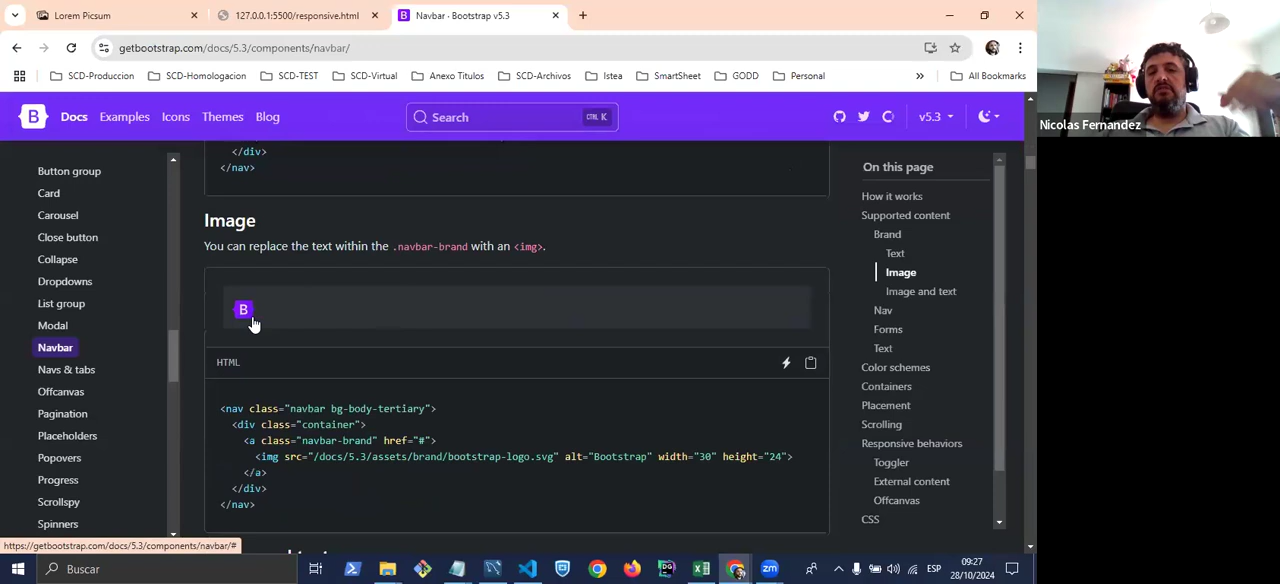 Lorem Picsum
127.0.0.1:5500/responsive.html
Navbar · Bootstrap v5.3
getbootstrap.com/docs/5.3/components/navbar/
SCD-Produccion
SCD-Homologacion
SCD-TEST
SCD-Virtual
Anexo Titulos
SCD-Archivos
Istea
SmartSheet
GODD
Personal
»
All Bookmarks
B
Docs
Examples
Icons
Themes
Blog
Search
CTRL K
v5.3
Nicolas Fernandez
Button group
Card
Carousel
Close button
Collapse
Dropdowns
List group
Modal
Navbar
Navs & tabs
Offcanvas
Pagination
Placeholders
Popovers
Progress
Scrollspy
Spinners
</div>
</nav>
Image
You can replace the text within the .navbar-brand with an <img>.
B
HTML
<nav class="navbar bg-body-tertiary">
<div class="container">
<a class="navbar-brand" href="#">
<img src="/docs/5.3/assets/brand/bootstrap-logo.svg" alt="Bootstrap" width="30" height="24">
</a>
</div>
</nav>
On this page
How it works
Supported content
Brand
Text
Image
Image and text
Nav
Forms
Text
Color schemes
Containers
Placement
Scrolling
Responsive behaviors
Toggler
External content
Offcanvas
CSS
https://getbootstrap.com/docs/5.3/components/navbar/#
Buscar
ESP
09:27
28/10/2024